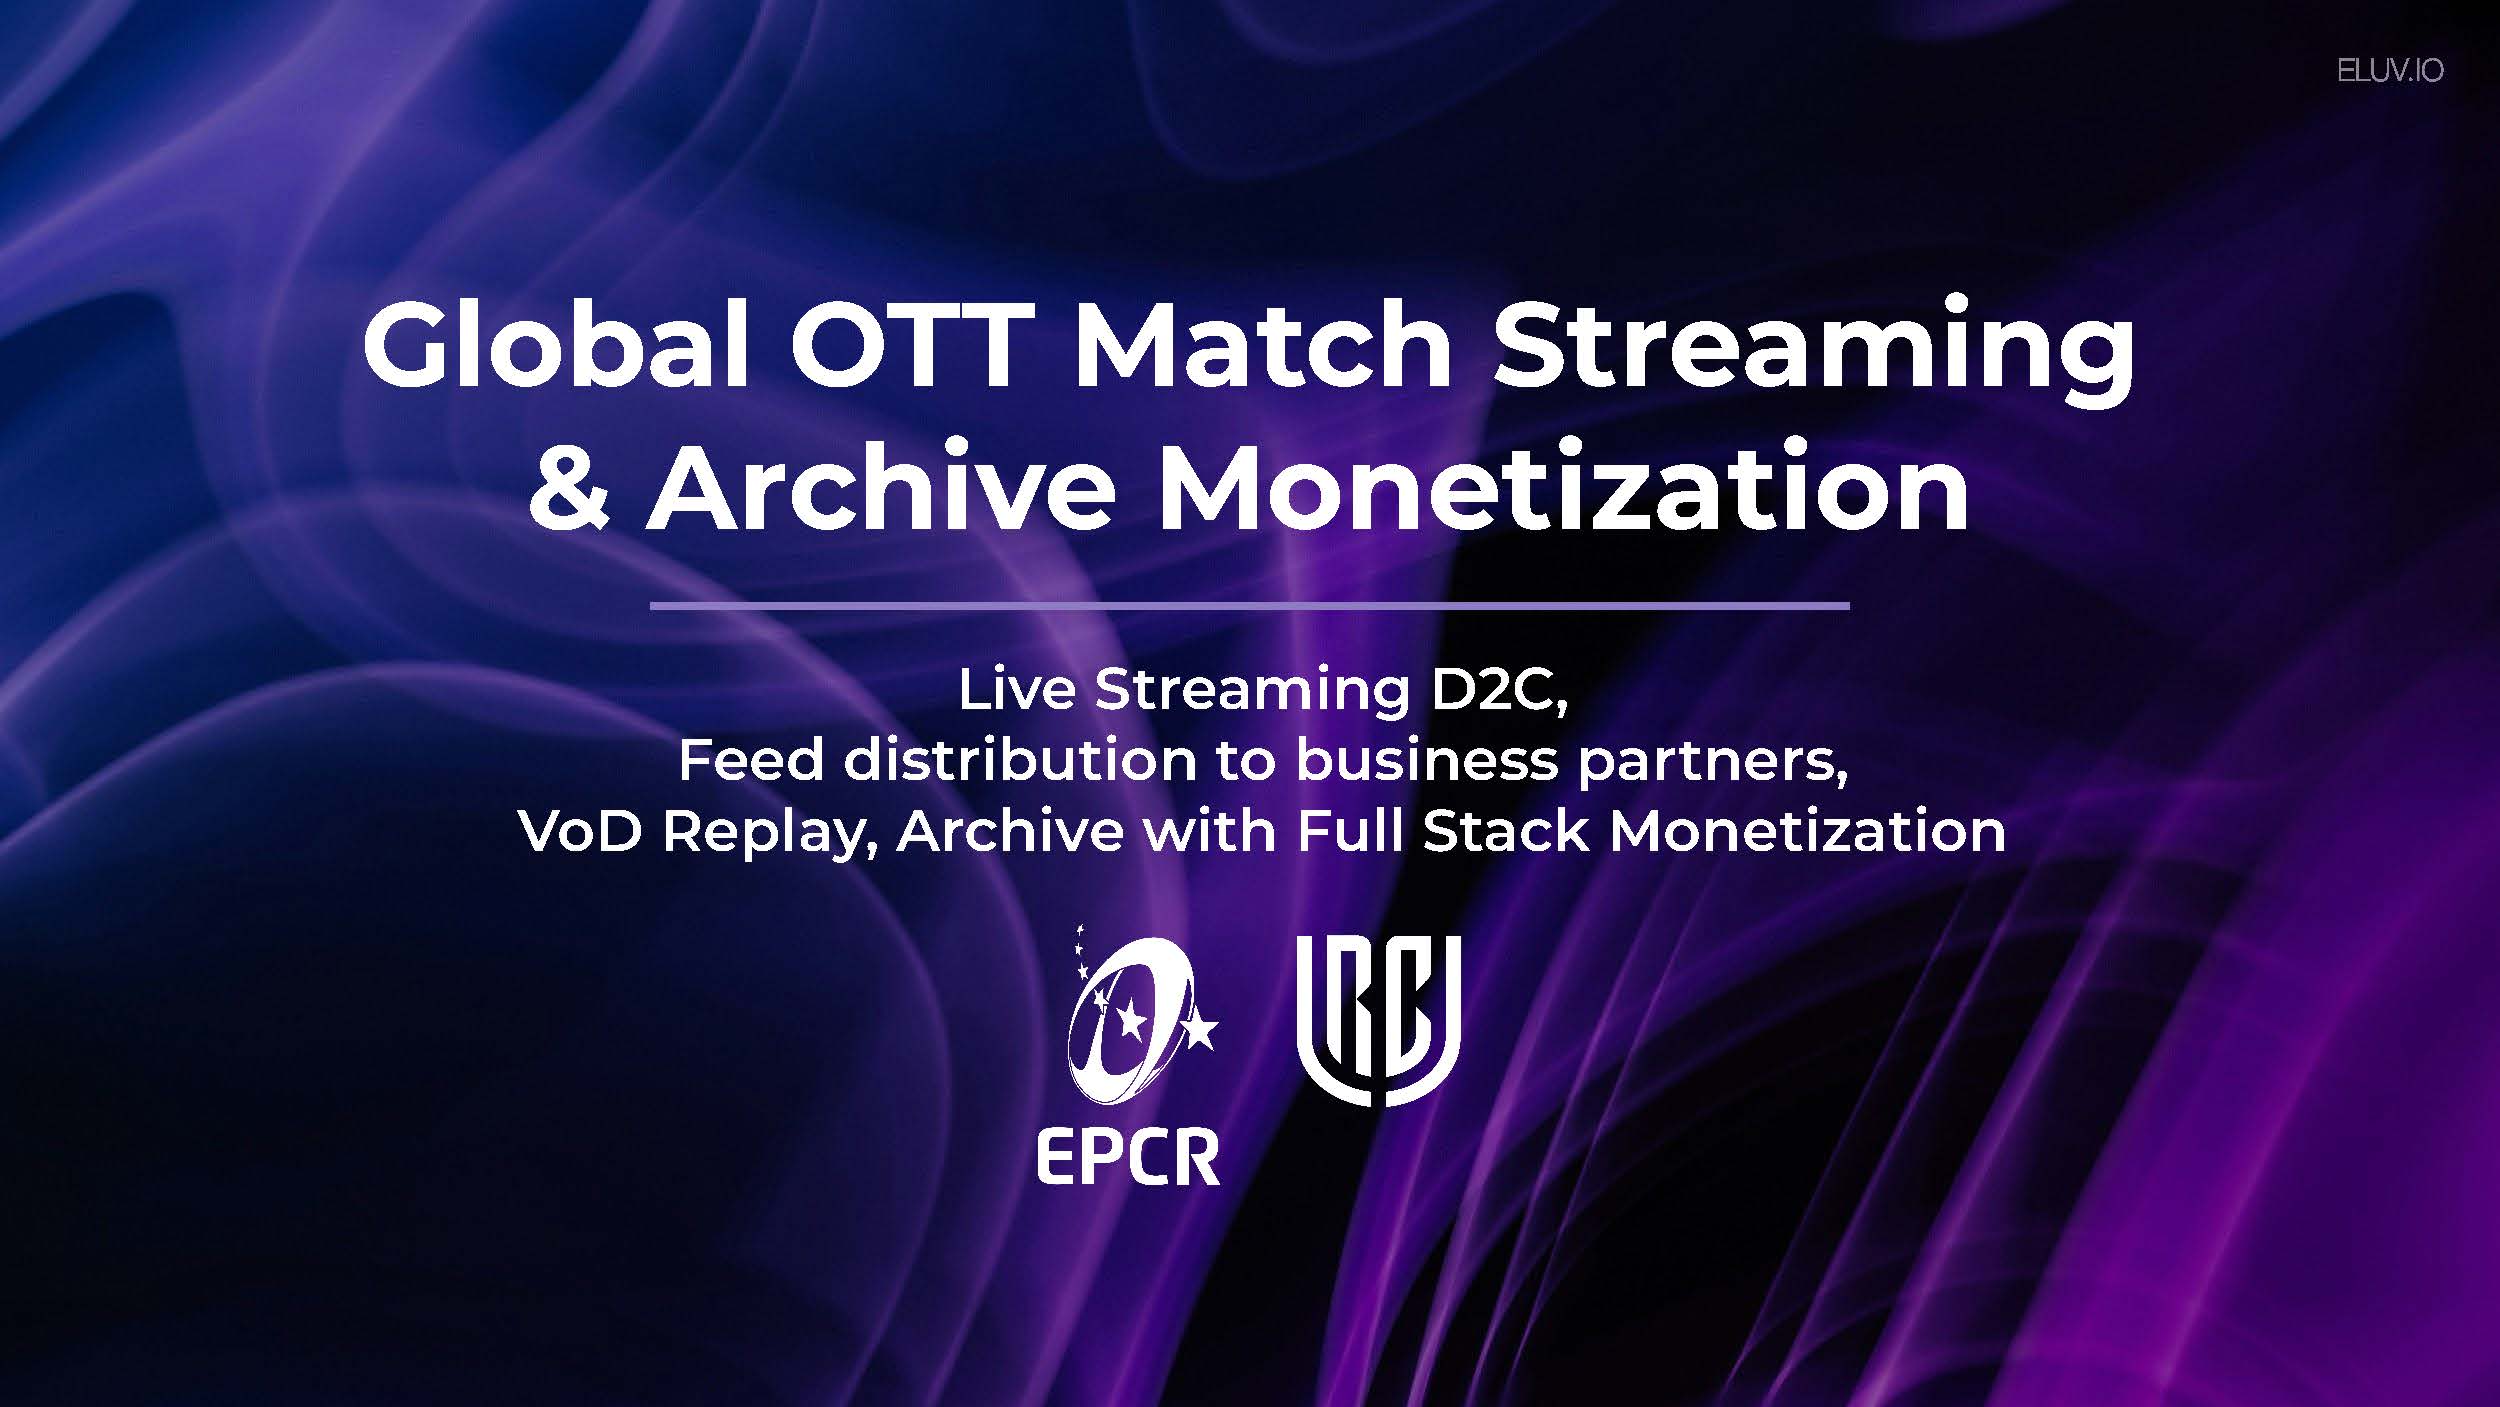 ELUV.IO
Global OTT Match Streaming
& Archive Monetization
Live Streaming D2C,
Feed distribution to business partners,
VoD Replay, Archive with Full Stack Monetization
URC
EPCR